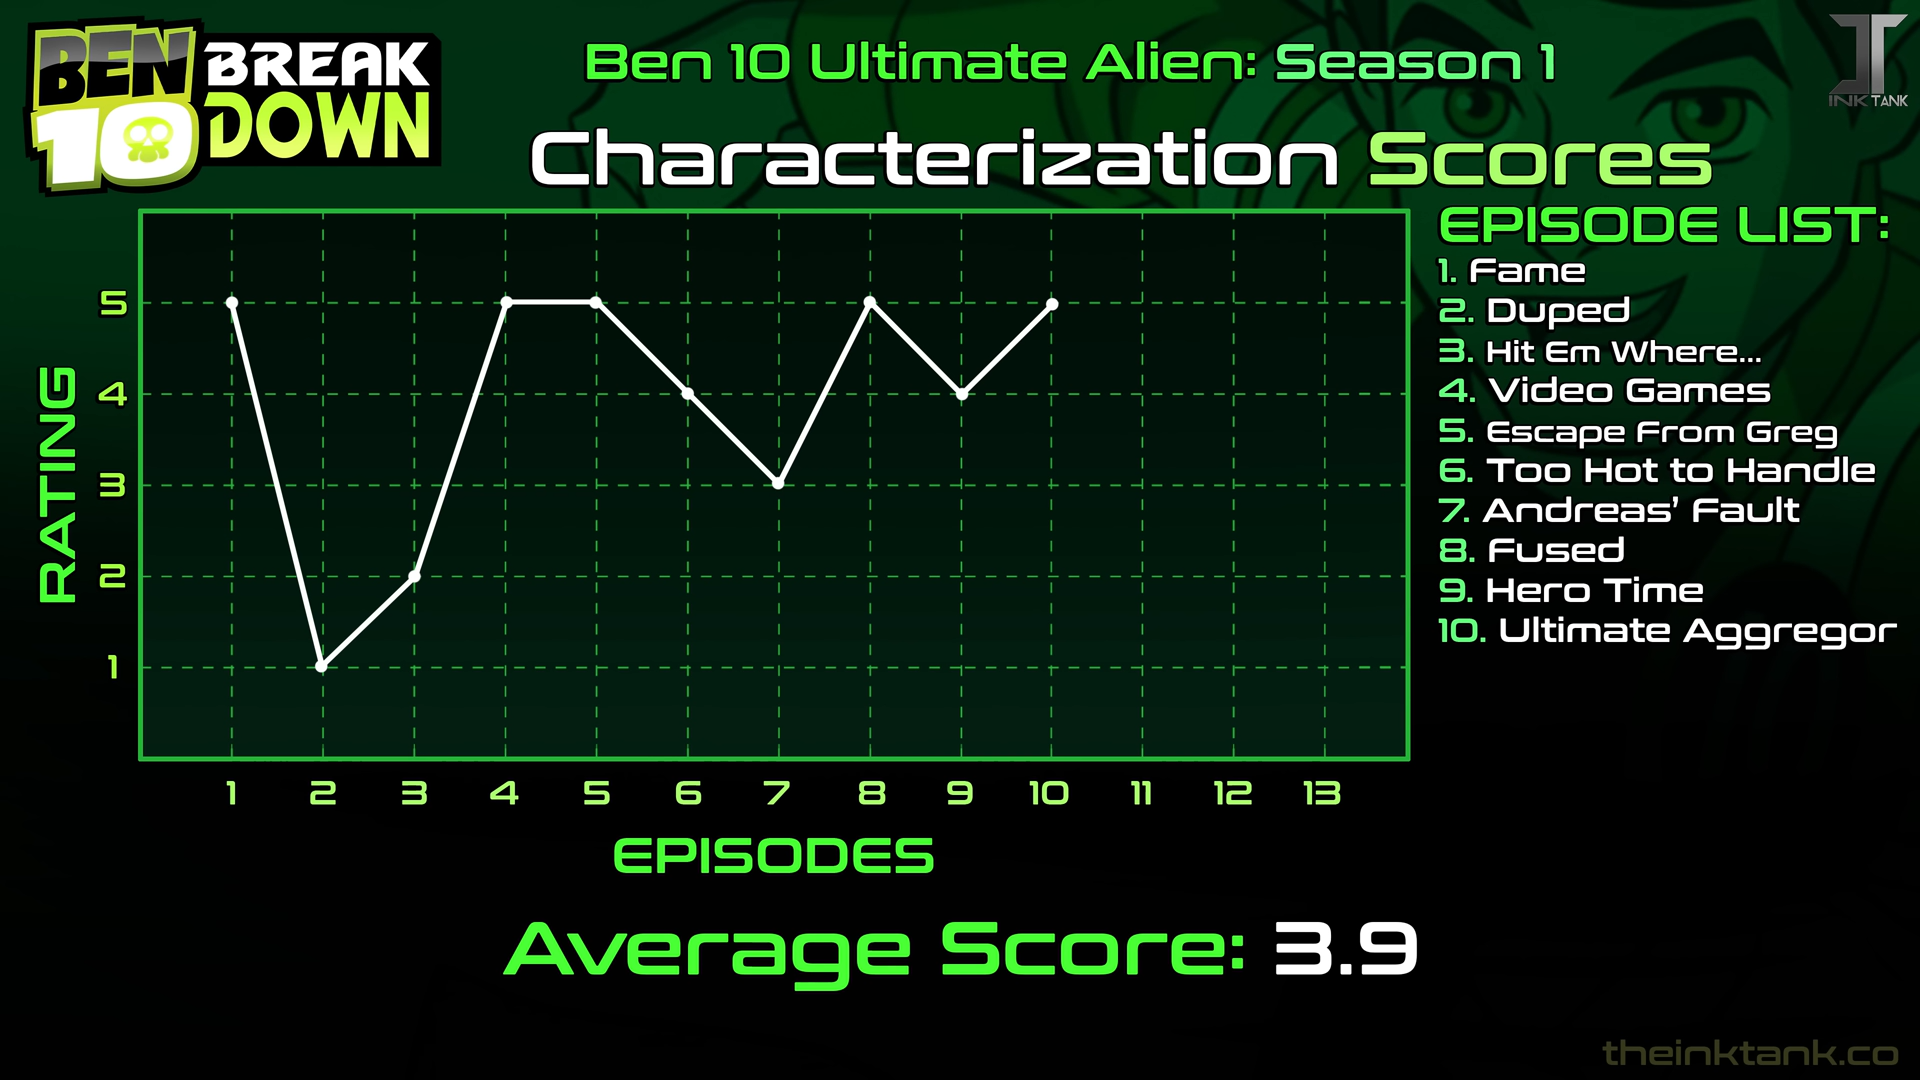 BEN 10 BREAK DOWN
Ben 10 Ultimate Alien: Season 1
INK TANK
Characterization Scores
EPISODE LIST:
1. Fame
2. Duped
3. Hit Em Where...
4. Video Games
5. Escape From Greg
6. Too Hot to Handle
7. Andreas' Fault
8. Fused
9. Hero Time
10. Ultimate Aggregor
RATING
5
4
3
2
1
1 2 3 4 5 6 7 8 9 10 11 12 13
EPISODES
Average Score: 3.9
theinktank.co